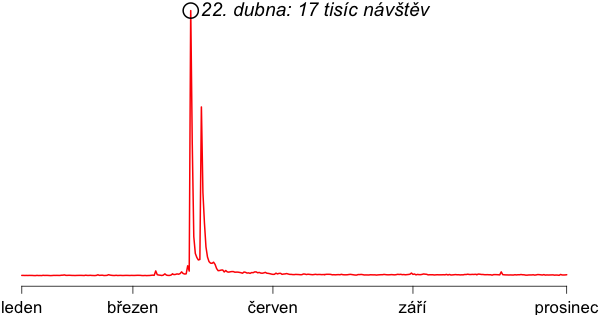 22. dubna: 17 tisíc návštěv
leden březen červen září prosinec